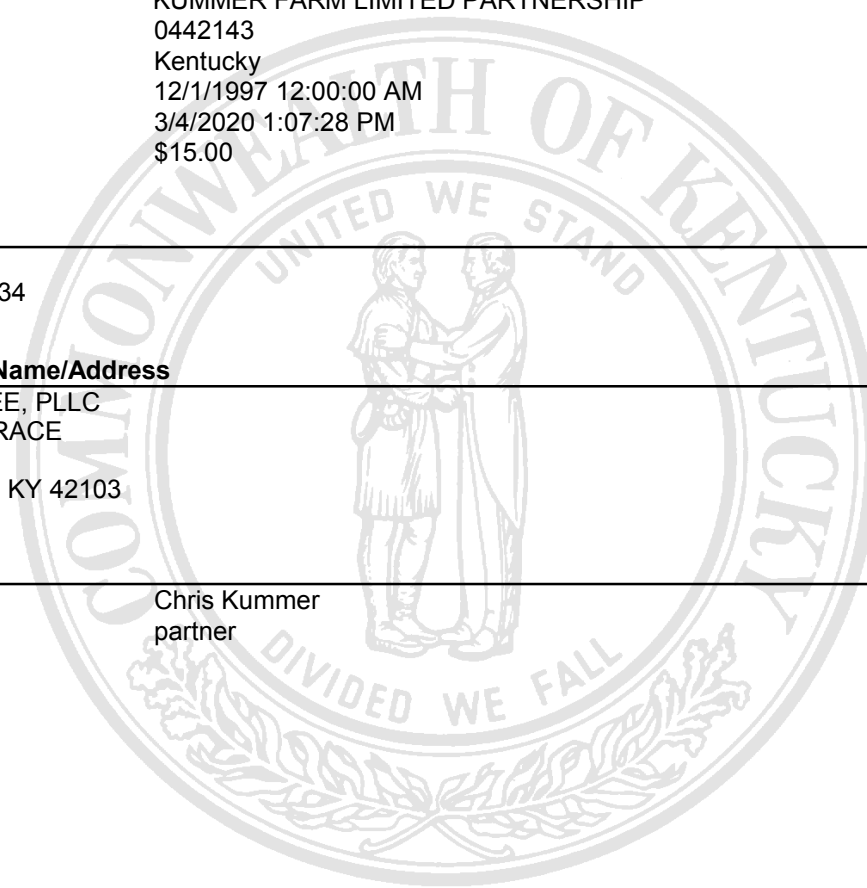 KUMMER FARM LIMITED PARTNERSHIP
0442143
Kentucky
12/1/1997 12:00:00 AM
3/4/2020 1:07:28 PM
$15.00
COMMONWEALTH OF KENTUCKY
UNITED WE STAND
34
Name/Address
EE, PLLC
RACE
KY 42103
Chris Kummer
partner
DIVIDED WE FALL